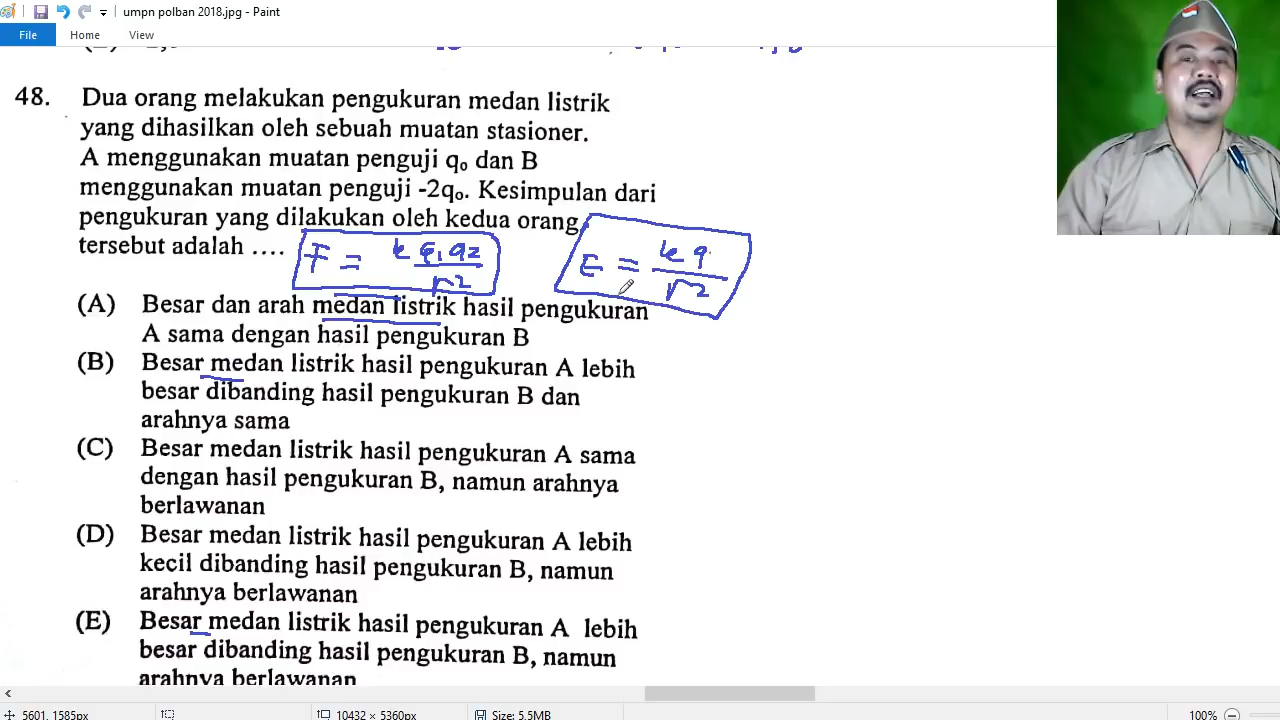 umpn polban 2018.jpg - Paint
File Home View
48. Dua orang melakukan pengukuran medan listrik
yang dihasilkan oleh sebuah muatan stasioner.
A menggunakan muatan penguji q₀ dan B
menggunakan muatan penguji -2q₀. Kesimpulan dari
pengukuran yang dilakukan oleh kedua orang
tersebut adalah ....
F = k q₁ q₂ / r²
E = k q / r²
(A) Besar dan arah medan listrik hasil pengukuran
A sama dengan hasil pengukuran B
(B) Besar medan listrik hasil pengukuran A lebih
besar dibanding hasil pengukuran B dan
arahnya sama
(C) Besar medan listrik hasil pengukuran A sama
dengan hasil pengukuran B, namun arahnya
berlawanan
(D) Besar medan listrik hasil pengukuran A lebih
kecil dibanding hasil pengukuran B, namun
arahnya berlawanan
(E) Besar medan listrik hasil pengukuran A lebih
besar dibanding hasil pengukuran B, namun
arahnya berlawanan
5601, 1585px 10432 × 5360px Size: 5.5MB 100%